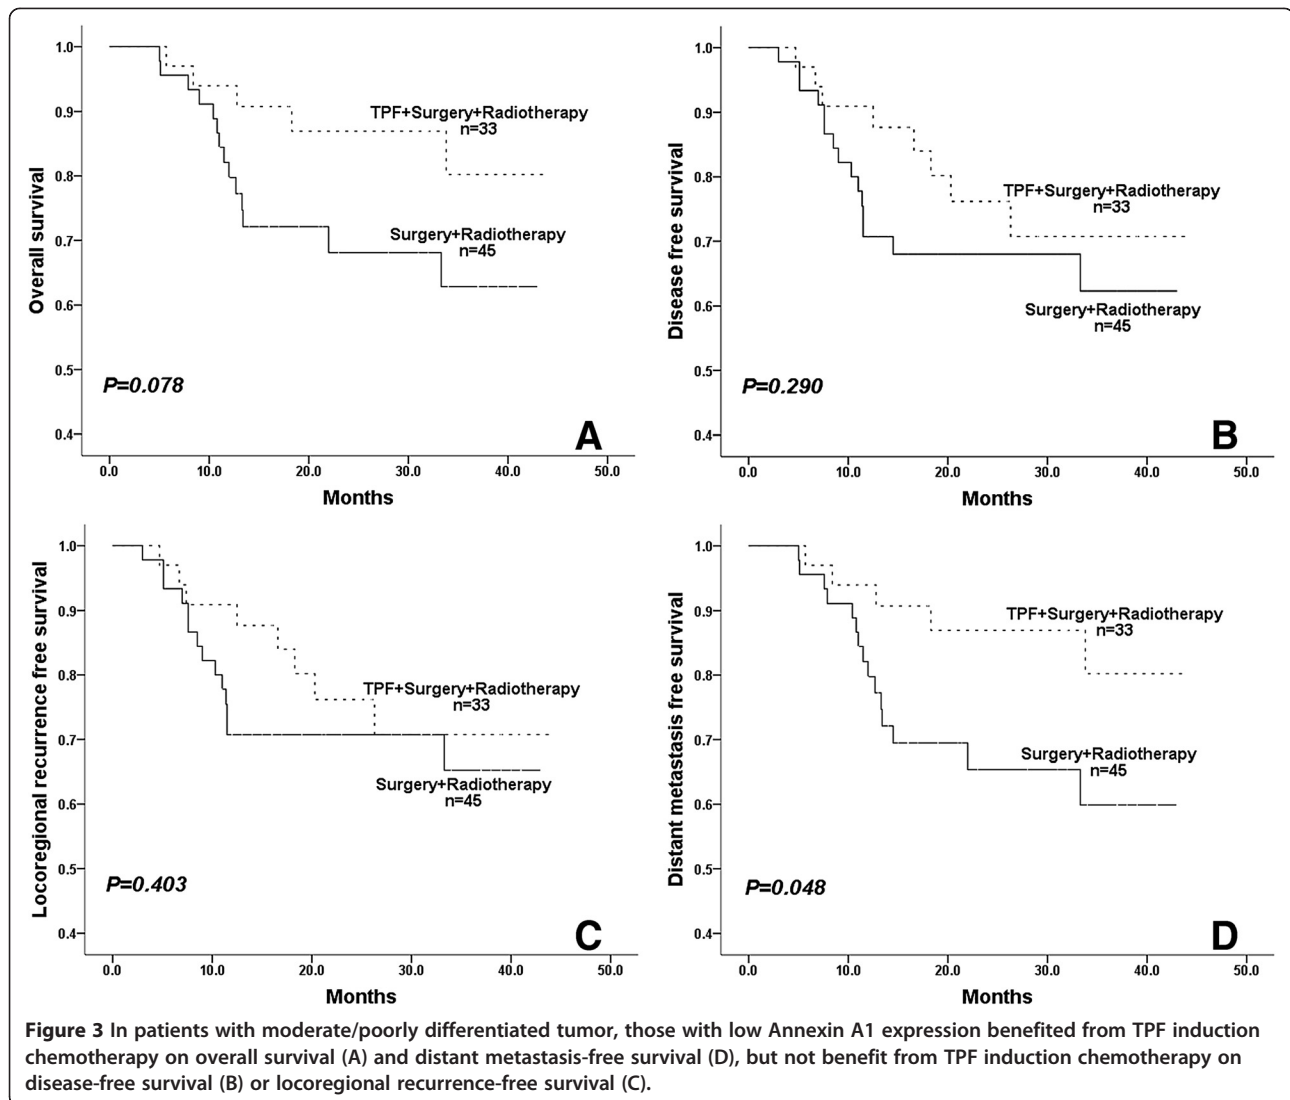 1.0
0.9
0.8
0.7
0.6
0.5
0.4
Overall survival
TPF+Surgery+Radiotherapy
n=33
Surgery+Radiotherapy
n=45
P=0.078
A
0.0 10.0 20.0 30.0 40.0 50.0
Months
1.0
0.9
0.8
0.7
0.6
0.5
0.4
Disease free survival
TPF+Surgery+Radiotherapy
n=33
Surgery+Radiotherapy
n=45
P=0.290
B
0.0 10.0 20.0 30.0 40.0 50.0
Months
1.0
0.9
0.8
0.7
0.6
0.5
0.4
Locoregional recurrence free survival
TPF+Surgery+Radiotherapy
n=33
Surgery+Radiotherapy
n=45
P=0.403
C
0.0 10.0 20.0 30.0 40.0 50.0
Months
1.0
0.9
0.8
0.7
0.6
0.5
0.4
Distant metastasis free survival
TPF+Surgery+Radiotherapy
n=33
Surgery+Radiotherapy
n=45
P=0.048
D
0.0 10.0 20.0 30.0 40.0 50.0
Months
Figure 3 In patients with moderate/poorly differentiated tumor, those with low Annexin A1 expression benefited from TPF induction
chemotherapy on overall survival (A) and distant metastasis-free survival (D), but not benefit from TPF induction chemotherapy on
disease-free survival (B) or locoregional recurrence-free survival (C).